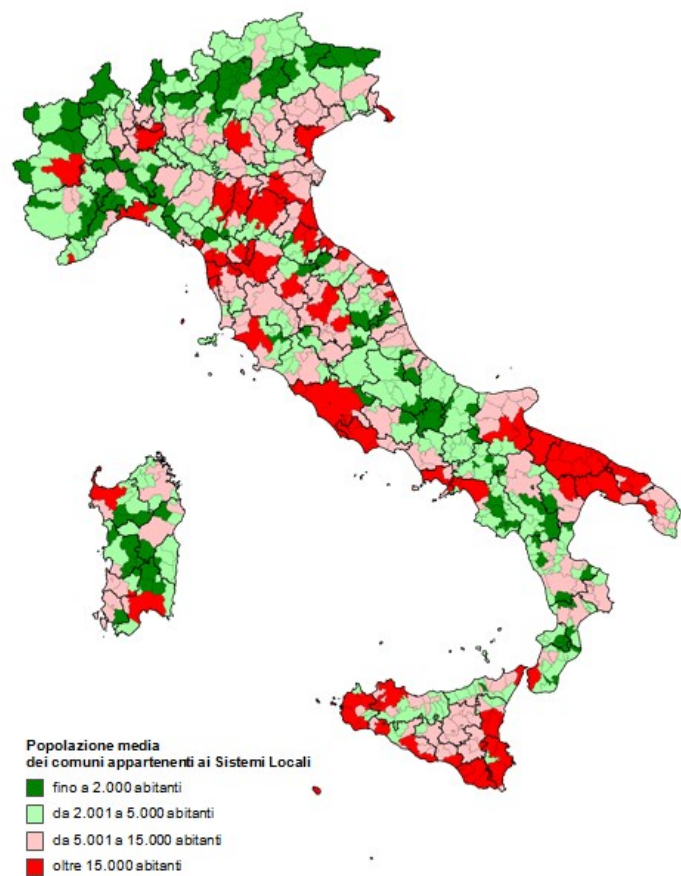 Popolazione media
dei comuni appartenenti ai Sistemi Locali
fino a 2.000 abitanti
da 2.001 a 5.000 abitanti
da 5.001 a 15.000 abitanti
oltre 15.000 abitanti